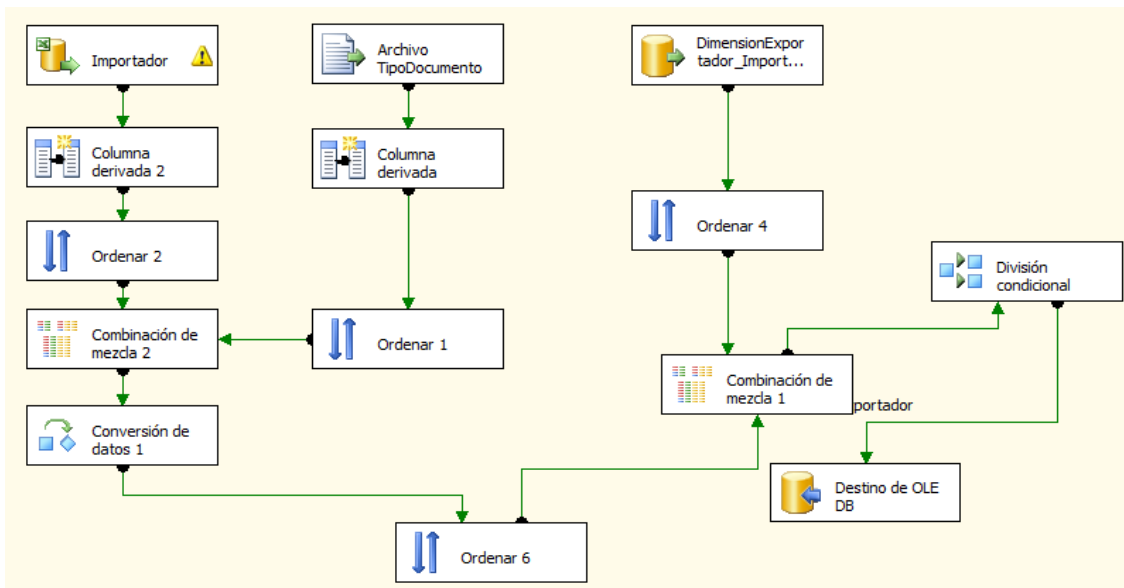 Importador
Archivo
TipoDocumento
DimensionExpor
tador_Import...
Columna
derivada 2
Columna
derivada
Ordenar 2
Ordenar 4
División
condicional
Combinación de
mezcla 2
Ordenar 1
Combinación de
mezcla 1
portador
Conversión de
datos 1
Destino de OLE
DB
Ordenar 6